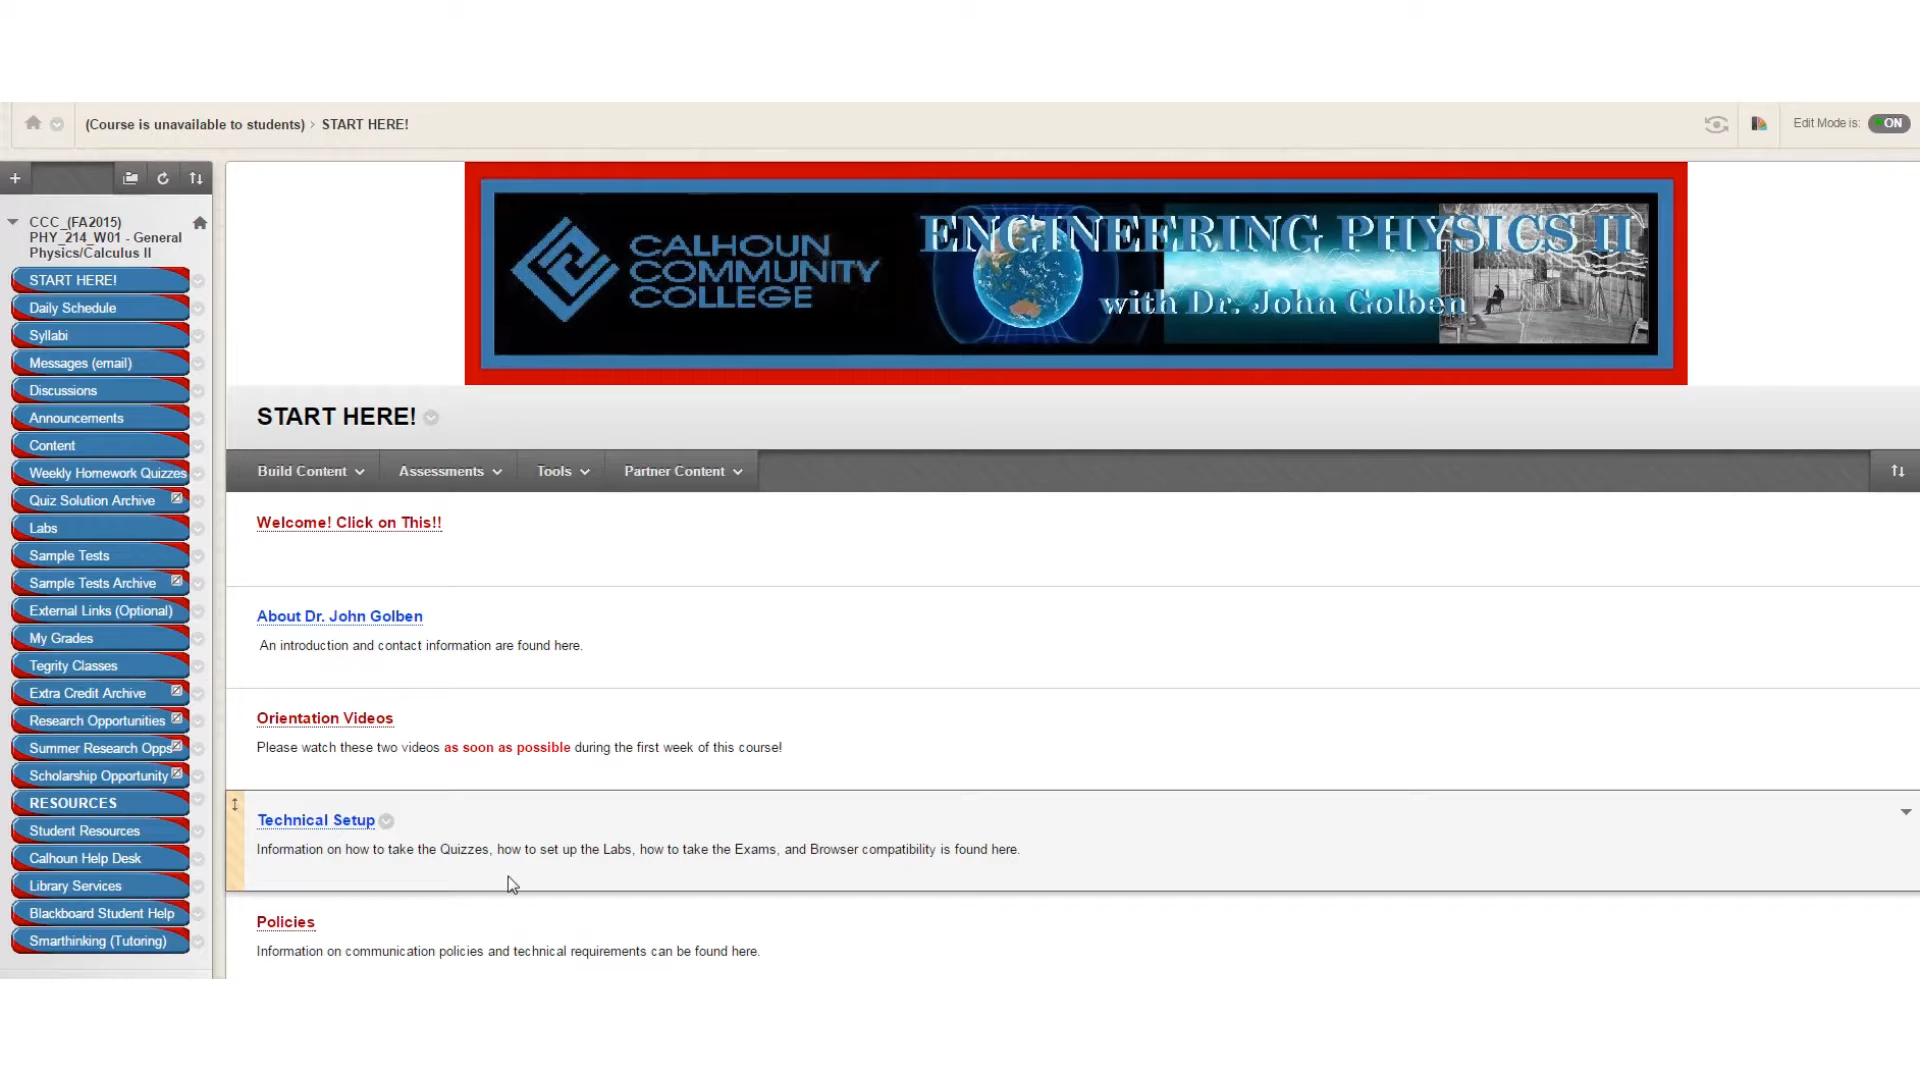 (Course is unavailable to students) > START HERE!
Edit Mode is: ON
CCC_(FA2015)
PHY_214_W01 - General
Physics/Calculus II
START HERE!
Daily Schedule
Syllabi
Messages (email)
Discussions
Announcements
Content
Weekly Homework Quizzes
Quiz Solution Archive
Labs
Sample Tests
Sample Tests Archive
External Links (Optional)
My Grades
Tegrity Classes
Extra Credit Archive
Research Opportunities
Summer Research Opps
Scholarship Opportunity
RESOURCES
Student Resources
Calhoun Help Desk
Library Services
Blackboard Student Help
Smarthinking (Tutoring)
CALHOUN
COMMUNITY
COLLEGE
ENGINEERING PHYSICS II
with Dr. John Golben
START HERE!
Build Content
Assessments
Tools
Partner Content
Welcome! Click on This!!
About Dr. John Golben
An introduction and contact information are found here.
Orientation Videos
Please watch these two videos as soon as possible during the first week of this course!
Technical Setup
Information on how to take the Quizzes, how to set up the Labs, how to take the Exams, and Browser compatibility is found here.
Policies
Information on communication policies and technical requirements can be found here.